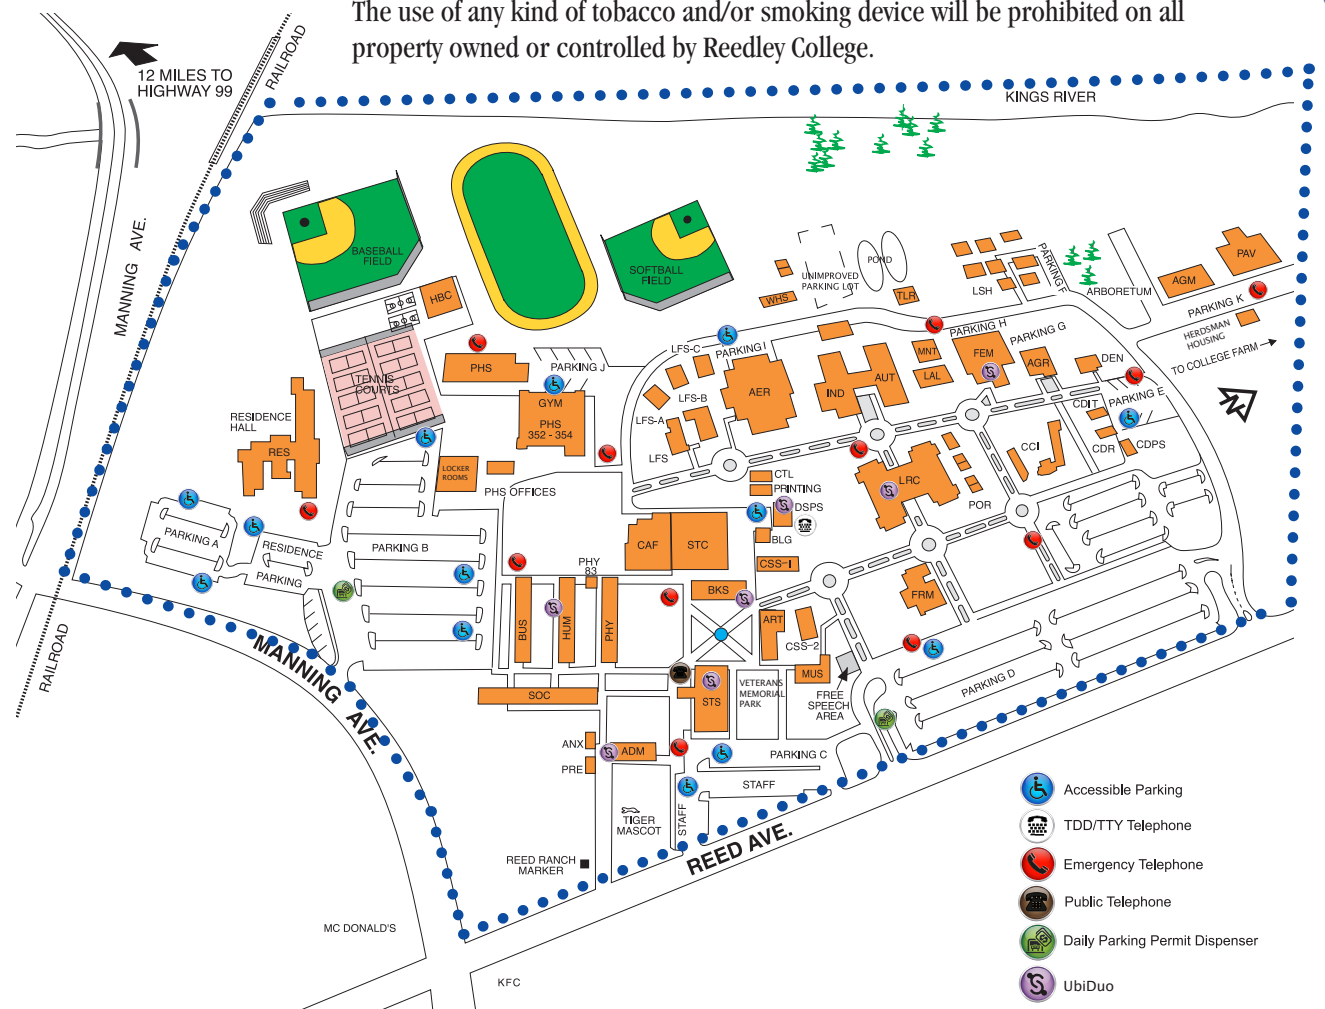 The use of any kind of tobacco and/or smoking device will be prohibited on all
property owned or controlled by Reedley College.
12 MILES TO
HIGHWAY 99
RAILROAD
KINGS RIVER
MANNING AVE.
BASEBALL
FIELD
SOFTBALL
FIELD
HBC
UNIMPROVED
PARKING LOT
POND
WHS
TLR
LSH
PARKING F
ARBORETUM
AGM
PAV
PARKING K
HERDSMAN
HOUSING
TO COLLEGE FARM
PHS
PARKING J
LFS-C
PARKING I
PARKING H
PARKING G
MNT
FEM
AGR
DEN
TENNIS
COURTS
GYM
PHS
352 - 354
LFS-B
LFS-A
LFS
AER
IND
AUT
LAL
CDIT
PARKING E
RESIDENCE
HALL
RES
LOCKER
ROOMS
PHS OFFICES
CTL
PRINTING
DSPS
BLG
LRC
POR
CCI
CDR
CDPS
PARKING A
RESIDENCE
PARKING
PARKING B
CAF
STC
CSS-1
PHY
83
BKS
BUS
HUM
PHY
ART
CSS-2
MUS
FRM
SOC
STS
VETERANS
MEMORIAL
PARK
FREE
SPEECH
AREA
PARKING D
RAILROAD
MANNING AVE.
ANX
ADM
PRE
PARKING C
STAFF
STAFF
TIGER
MASCOT
REED RANCH
MARKER
REED AVE.
MC DONALD'S
KFC
Accessible Parking
TDD/TTY Telephone
Emergency Telephone
Public Telephone
Daily Parking Permit Dispenser
UbiDuo